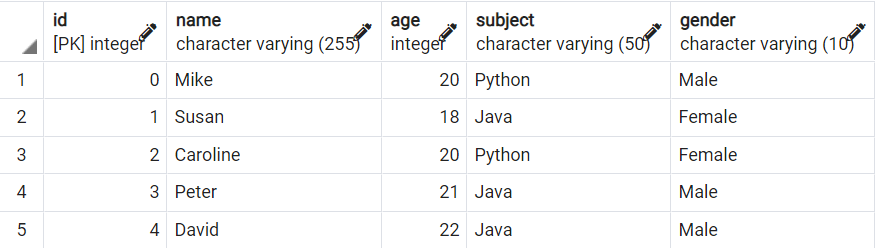 id name age subject gender
[PK] integer character varying (255) integer character varying (50) character varying (10)
1 0 Mike 20 Python Male
2 1 Susan 18 Java Female
3 2 Caroline 20 Python Female
4 3 Peter 21 Java Male
5 4 David 22 Java Male